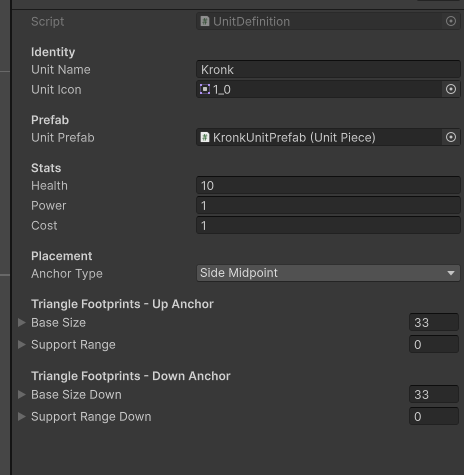 Script UnitDefinition
Identity
Unit Name Kronk
Unit Icon 1_0
Prefab
Unit Prefab KronkUnitPrefab (Unit Piece)
Stats
Health 10
Power 1
Cost 1
Placement
Anchor Type Side Midpoint
Triangle Footprints - Up Anchor
Base Size 33
Support Range 0
Triangle Footprints - Down Anchor
Base Size Down 33
Support Range Down 0